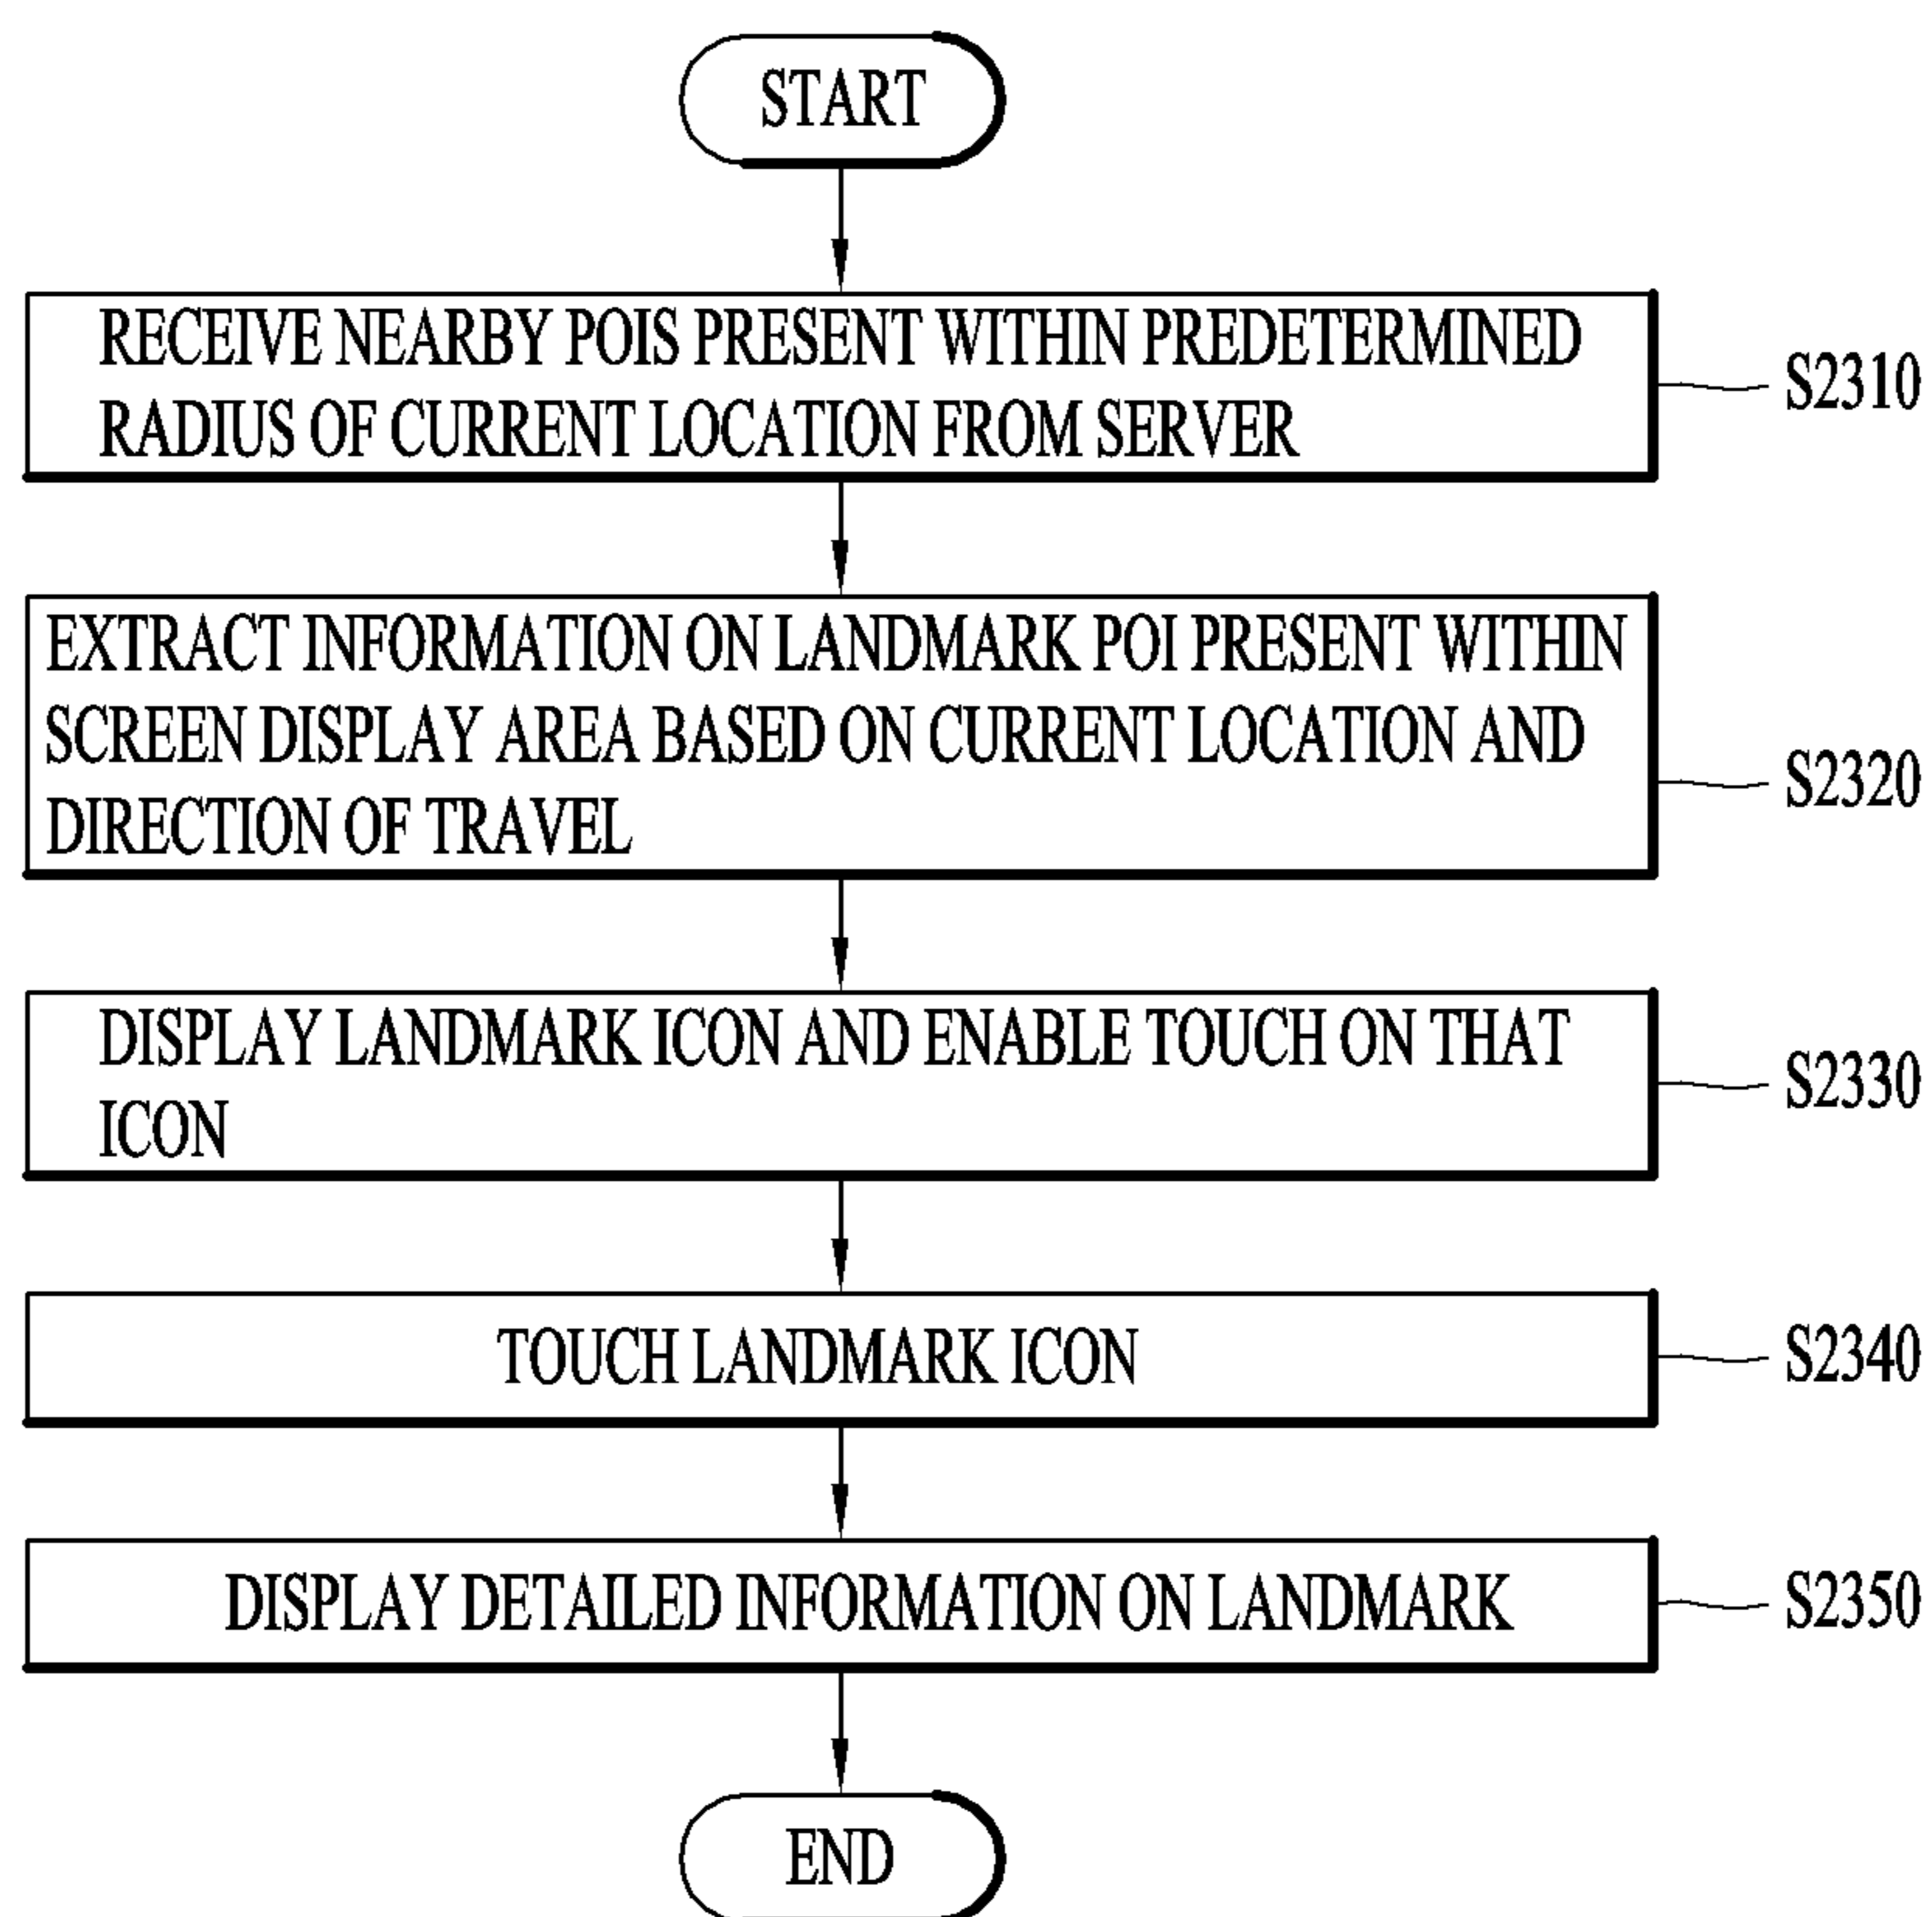 START
RECEIVE NEARBY POIS PRESENT WITHIN PREDETERMINED
RADIUS OF CURRENT LOCATION FROM SERVER
S2310
EXTRACT INFORMATION ON LANDMARK POI PRESENT WITHIN
SCREEN DISPLAY AREA BASED ON CURRENT LOCATION AND
DIRECTION OF TRAVEL
S2320
DISPLAY LANDMARK ICON AND ENABLE TOUCH ON THAT
ICON
S2330
TOUCH LANDMARK ICON
S2340
DISPLAY DETAILED INFORMATION ON LANDMARK
S2350
END